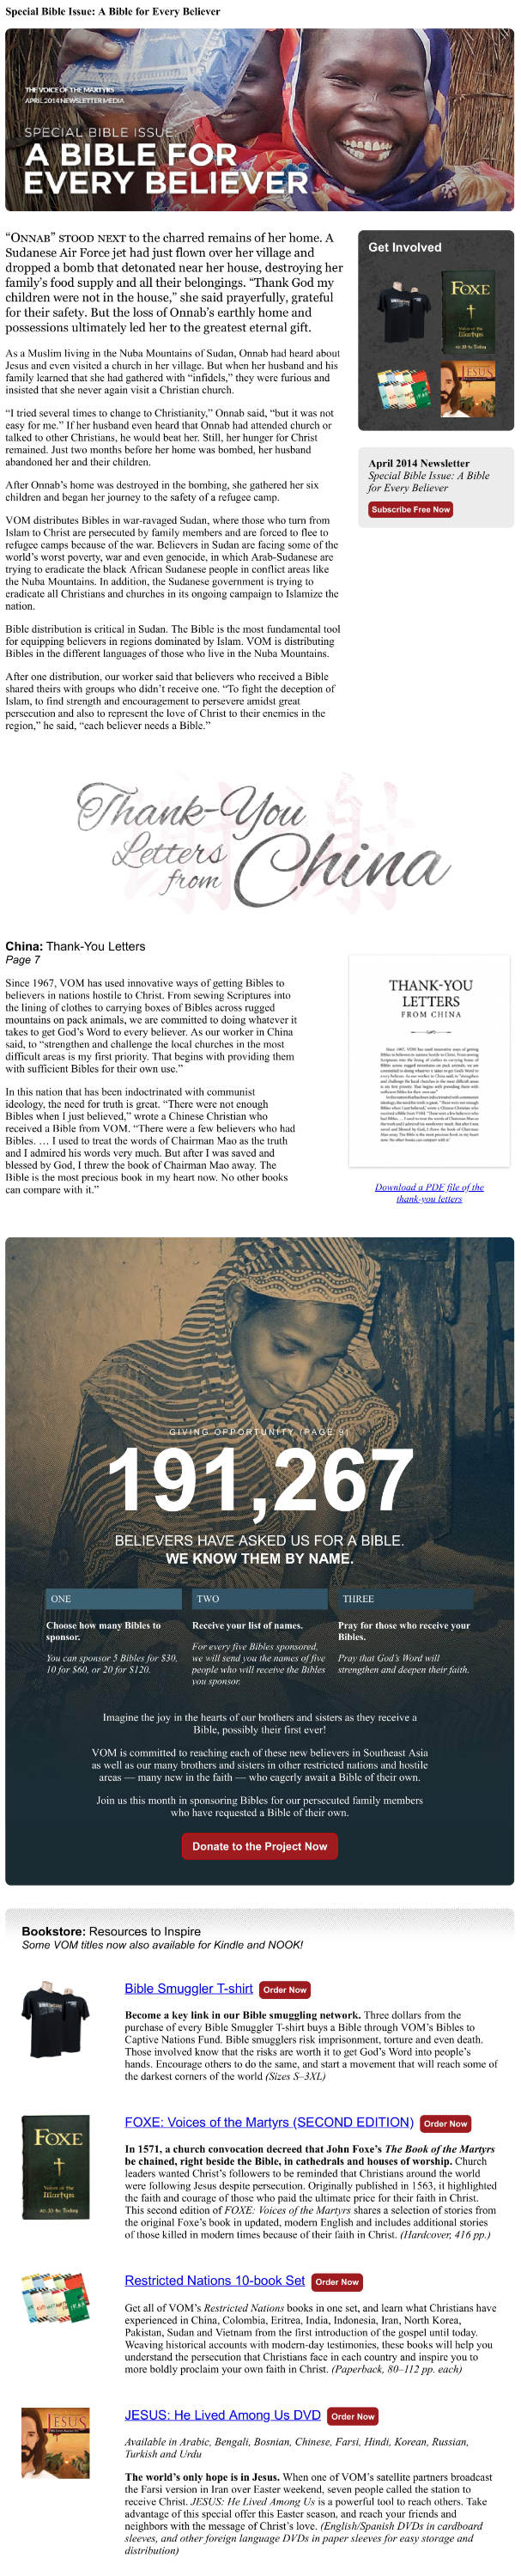 Special Bible Issue: A Bible for Every Believer
THE VOICE OF THE MARTYRS
APRIL 2014 NEWSLETTER MEDIA
SPECIAL BIBLE ISSUE:
A BIBLE FOR
EVERY BELIEVER
“ONNAB” STOOD NEXT to the charred remains of her home. A
Sudanese Air Force jet had just flown over her village and
dropped a bomb that detonated near her house, destroying her
family’s food supply and all their belongings. “Thank God my
children were not in the house,” she said prayerfully, grateful
for their safety. But the loss of Onnab’s earthly home and
possessions ultimately led her to the greatest eternal gift.
As a Muslim living in the Nuba Mountains of Sudan, Onnab had heard about
Jesus and even visited a church in her village. But when her husband and his
family learned that she had gathered with “infidels,” they were furious and
insisted that she never again visit a Christian church.
“I tried several times to change to Christianity,” Onnab said, “but it was not
easy for me.” If her husband even heard that Onnab had attended church or
talked to other Christians, he would beat her. Still, her hunger for Christ
remained. Just two months before her home was bombed, her husband
abandoned her and their children.
After Onnab’s home was destroyed in the bombing, she gathered her six
children and began her journey to the safety of a refugee camp.
VOM distributes Bibles in war-ravaged Sudan, where those who turn from
Islam to Christ are persecuted by family members and are forced to flee to
refugee camps because of the war. Believers in Sudan are facing some of the
world’s worst poverty, war and even genocide, in which Arab-Sudanese are
trying to eradicate the black African Sudanese people in conflict areas like
the Nuba Mountains. In addition, the Sudanese government is trying to
eradicate all Christians and churches in its ongoing campaign to Islamize the
nation.
Bible distribution is critical in Sudan. The Bible is the most fundamental tool
for equipping believers in regions dominated by Islam. VOM is distributing
Bibles in the different languages of those who live in the Nuba Mountains.
After one distribution, our worker said that believers who received a Bible
shared theirs with groups who didn’t receive one. “To fight the deception of
Islam, to find strength and encouragement to persevere amidst great
persecution and also to represent the love of Christ to their enemies in the
region,” he said, “each believer needs a Bible.”
Get Involved
FOXE
Voices of the
Martyrs
AD 33 to Today
JESUS
April 2014 Newsletter
Special Bible Issue: A Bible
for Every Believer
Subscribe Free Now
謝謝
Thank-You
Letters
from China
China: Thank-You Letters
Page 7
Since 1967, VOM has used innovative ways of getting Bibles to
believers in nations hostile to Christ. From sewing Scriptures into
the lining of clothes to carrying boxes of Bibles across rugged
mountains on pack animals, we are committed to doing whatever it
takes to get God’s Word to every believer. As our worker in China
said, to “strengthen and challenge the local churches in the most
difficult areas is my first priority. That begins with providing them
with sufficient Bibles for their own use.”
In this nation that has been indoctrinated with communist
ideology, the need for truth is great. “There were not enough
Bibles when I just believed,” wrote a Chinese Christian who
received a Bible from VOM. “There were a few believers who had
Bibles. … I used to treat the words of Chairman Mao as the truth
and I admired his words very much. But after I was saved and
blessed by God, I threw the book of Chairman Mao away. The
Bible is the most precious book in my heart now. No other books
can compare with it.”
THANK-YOU
LETTERS
FROM CHINA
Download a PDF file of the
thank-you letters
GIVING OPPORTUNITY (PAGE 9)
191,267
BELIEVERS HAVE ASKED US FOR A BIBLE.
WE KNOW THEM BY NAME.
ONE
Choose how many Bibles to
sponsor.
You can sponsor 5 Bibles for $30,
10 for $60, or 20 for $120.
TWO
Receive your list of names.
For every five Bibles sponsored,
we will send you the names of five
people who will receive the Bibles
you sponsor.
THREE
Pray for those who receive your
Bibles.
Pray that God’s Word will
strengthen and deepen their faith.
Imagine the joy in the hearts of our brothers and sisters as they receive a
Bible, possibly their first ever!
VOM is committed to reaching each of these new believers in Southeast Asia
as well as our many brothers and sisters in other restricted nations and hostile
areas — many new in the faith — who eagerly await a Bible of their own.
Join us this month in sponsoring Bibles for our persecuted family members
who have requested a Bible of their own.
Donate to the Project Now
Bookstore: Resources to Inspire
Some VOM titles now also available for Kindle and NOOK!
Bible Smuggler T-shirt Order Now
Become a key link in our Bible smuggling network. Three dollars from the
purchase of every Bible Smuggler T-shirt buys a Bible through VOM’s Bibles to
Captive Nations Fund. Bible smugglers risk imprisonment, torture and even death.
Those involved know that the risks are worth it to get God’s Word into people’s
hands. Encourage others to do the same, and start a movement that will reach some of
the darkest corners of the world (Sizes S–3XL)
FOXE
Voices of the
Martyrs
AD 33 to Today
FOXE: Voices of the Martyrs (SECOND EDITION) Order Now
In 1571, a church convocation decreed that John Foxe’s The Book of the Martyrs
be chained, right beside the Bible, in cathedrals and houses of worship. Church
leaders wanted Christ’s followers to be reminded that Christians around the world
were following Jesus despite persecution. Originally published in 1563, it highlighted
the faith and courage of those who paid the ultimate price for their faith in Christ.
This second edition of FOXE: Voices of the Martyrs shares a selection of stories from
the original Foxe’s book in updated, modern English and includes additional stories
of those killed in modern times because of their faith in Christ. (Hardcover, 416 pp.)
Restricted Nations 10-book Set Order Now
Get all of VOM’s Restricted Nations books in one set, and learn what Christians have
experienced in China, Colombia, Eritrea, India, Indonesia, Iran, North Korea,
Pakistan, Sudan and Vietnam from the first introduction of the gospel until today.
Weaving historical accounts with modern-day testimonies, these books will help you
understand the persecution that Christians face in each country and inspire you to
more boldly proclaim your own faith in Christ. (Paperback, 80–112 pp. each)
JESUS
JESUS: He Lived Among Us DVD Order Now
Available in Arabic, Bengali, Bosnian, Chinese, Farsi, Hindi, Korean, Russian,
Turkish and Urdu
The world’s only hope is in Jesus. When one of VOM’s satellite partners broadcast
the Farsi version in Iran over Easter weekend, seven people called the station to
receive Christ. JESUS: He Lived Among Us is a powerful tool to reach others. Take
advantage of this special offer this Easter season, and reach your friends and
neighbors with the message of Christ’s love. (English/Spanish DVDs in cardboard
sleeves, and other foreign language DVDs in paper sleeves for easy storage and
distribution)